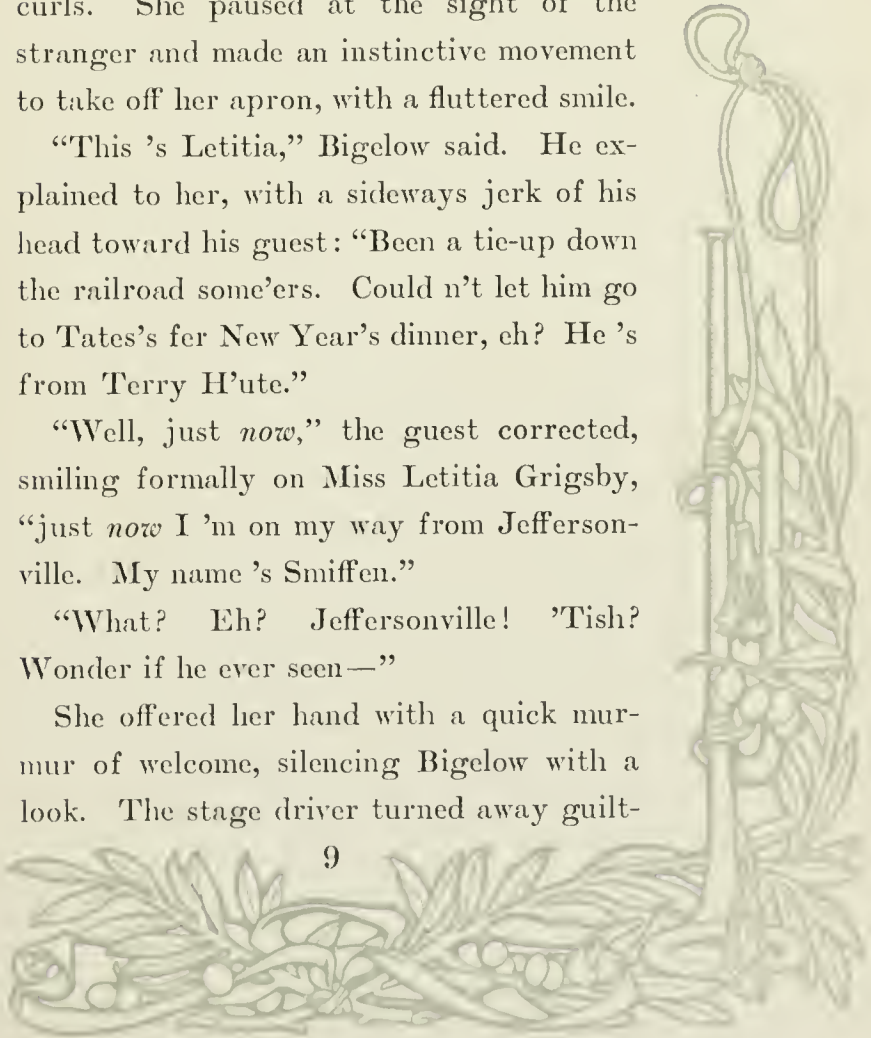 curls. She paused at the sight of the
stranger and made an instinctive movement
to take off her apron, with a fluttered smile.
“This ’s Letitia,” Bigelow said. He ex-
plained to her, with a sideways jerk of his
head toward his guest: “Been a tie-up down
the railroad some’ers. Could n’t let him go
to Tates’s fer New Year’s dinner, eh? He ’s
from Terry H’ute.”
“Well, just now,” the guest corrected,
smiling formally on Miss Letitia Grigsby,
“just now I ’m on my way from Jefferson-
ville. My name ’s Smiffen.”
“What? Eh? Jeffersonville! ’Tish?
Wonder if he ever seen—”
She offered her hand with a quick mur-
mur of welcome, silencing Bigelow with a
look. The stage driver turned away guilt-
9